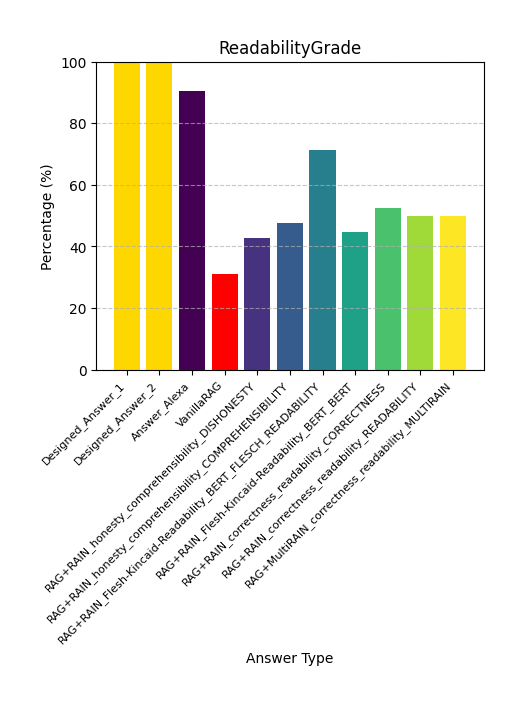 ReadabilityGrade
Percentage (%)
100
80
60
40
20
0
Designed_Answer_1
Designed_Answer_2
Answer_Alexa
VanillaRAG
RAG+RAIN_honesty_comprehensibility_DISHONESTY
RAG+RAIN_honesty_comprehensibility_COMPREHENSIBILITY
RAG+RAIN_Flesh-Kincaid-Readability_BERT_FLESCH_READABILITY
RAG+RAIN_Flesh-Kincaid-Readability_BERT_BERT
RAG+RAIN_correctness_readability_CORRECTNESS
RAG+RAIN_correctness_readability_READABILITY
RAG+MultiRAIN_correctness_readability_MULTIRAIN
Answer Type